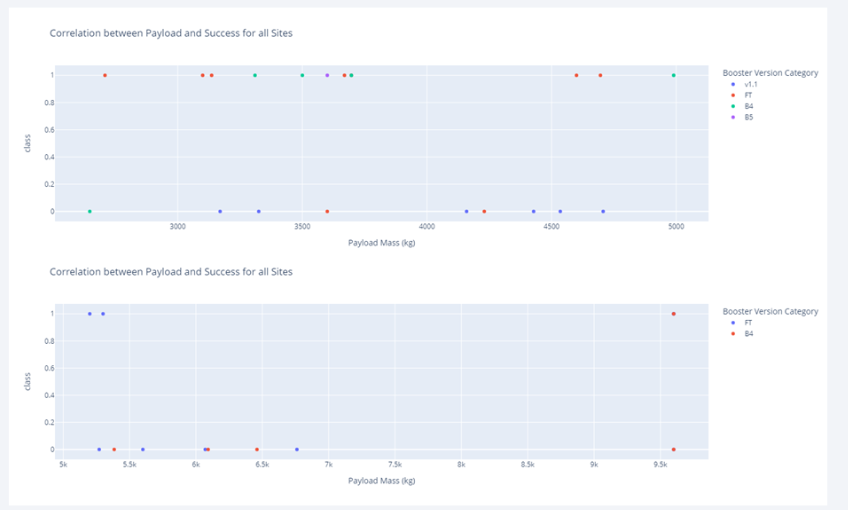 Correlation between Payload and Success for all Sites
Booster Version Category
v1.1
FT
B4
B5
1
0.8
0.6
0.4
0.2
0
class
3000 3500 4000 4500 5000
Payload Mass (kg)
Correlation between Payload and Success for all Sites
Booster Version Category
FT
B4
1
0.8
0.6
0.4
0.2
0
class
5k 5.5k 6k 6.5k 7k 7.5k 8k 8.5k 9k 9.5k
Payload Mass (kg)